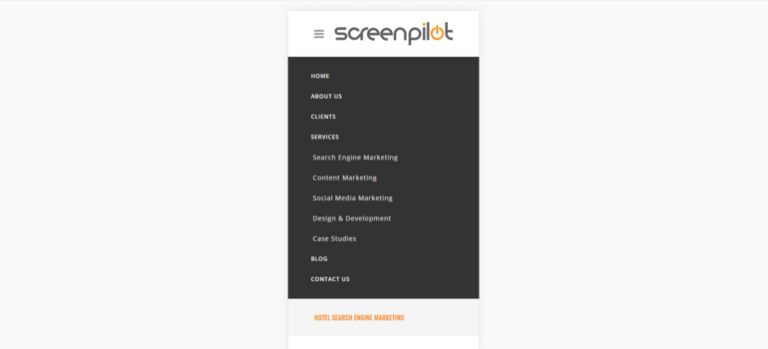 screenpilot
HOME
ABOUT US
CLIENTS
SERVICES
Search Engine Marketing
Content Marketing
Social Media Marketing
Design & Development
Case Studies
BLOG
CONTACT US
HOTEL SEARCH ENGINE MARKETING